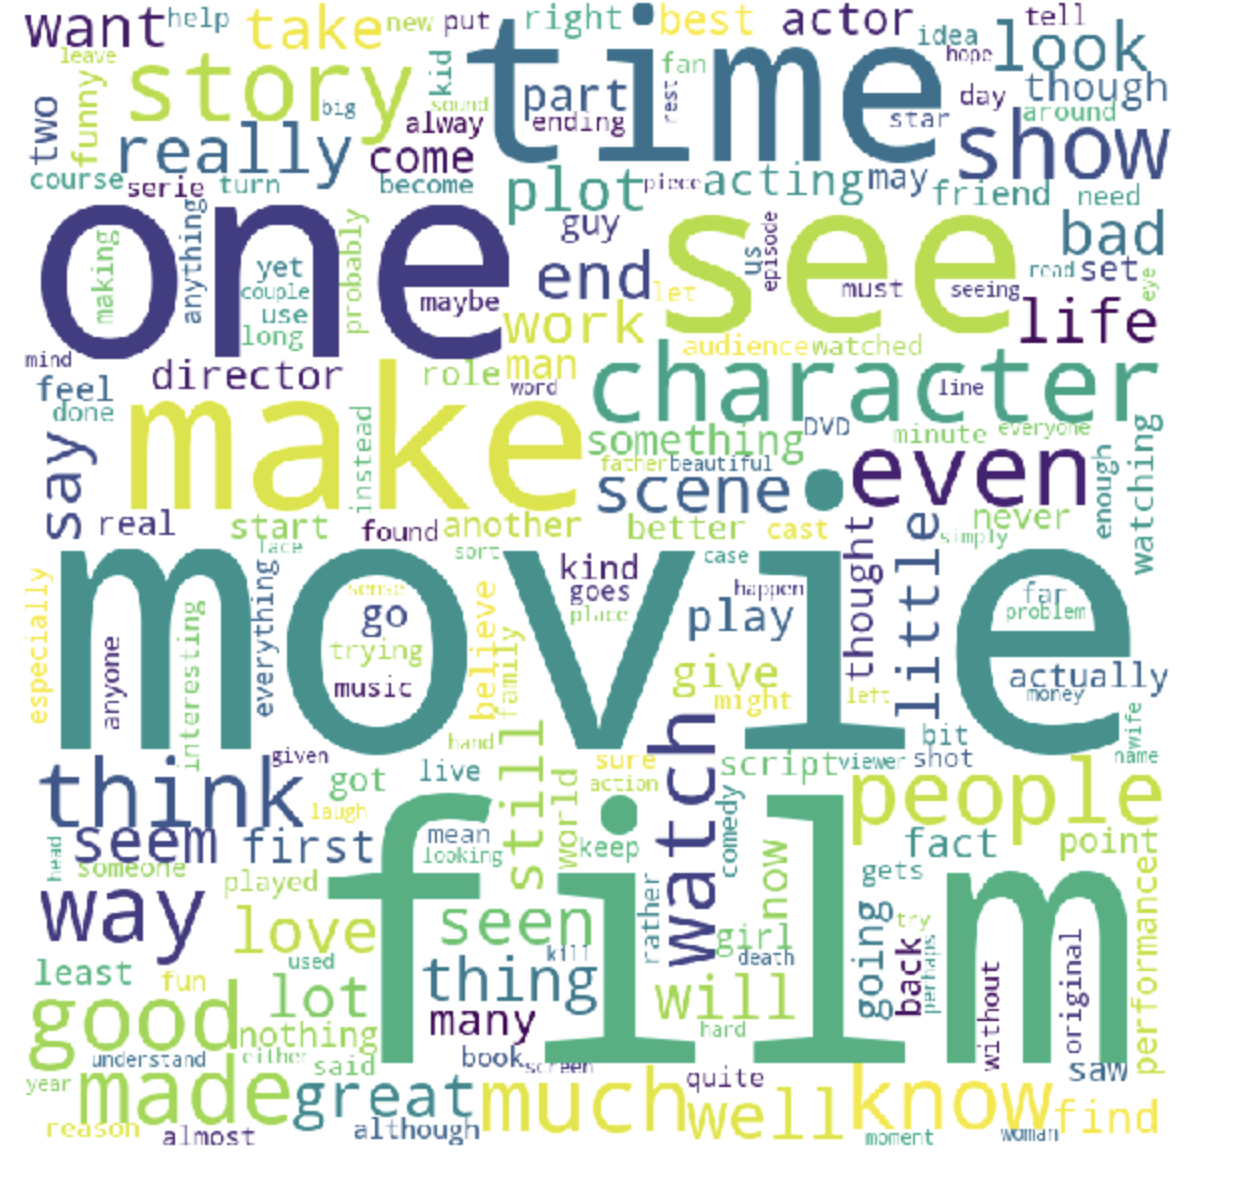 want help take new put right best actor tell
leave story kid time fan idea hope look
two funny big sound part rest day though
really alway ending star around show
course serie turn come become plot piece acting may friend need
one making anything yet couple use long probably maybe
guy end see us episode let must seeing bad read set eye
work life audience watched
mind director role man word character line
feel done make instead something DVD minute everyone
say father beautiful scene even enough watching
real start found another better cast never simply
face sort case thought little
movie especially anyone interesting everything sense go trying music believe family
kind goes place happen play far problem
give might left actually money wife
hand bit shot name
think given got live still sure action script viewer people
laugh world watch comedy
seem first mean looking keep fact point
head someone played film now gets
way love seen rather girl going try performance
used kill death back perhaps
least fun lot thing will without original
good nothing many hard
understand either said book screen quite saw
year made great much well know find
reason almost although moment woman